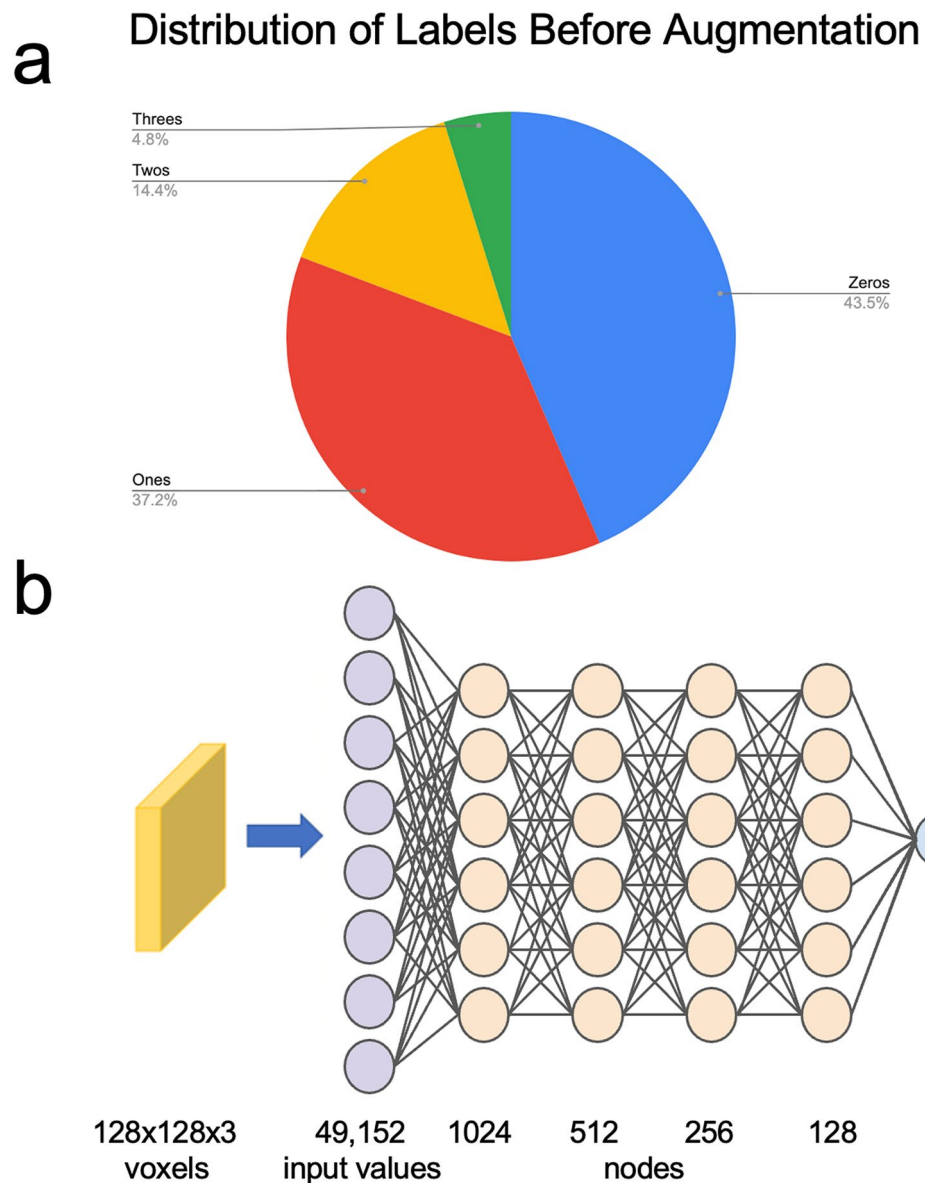 a
Distribution of Labels Before Augmentation
Threes
4.8%
Twos
14.4%
Zeros
43.5%
Ones
37.2%
b
128x128x3 49,152 1024 512 256 128
voxels input values nodes